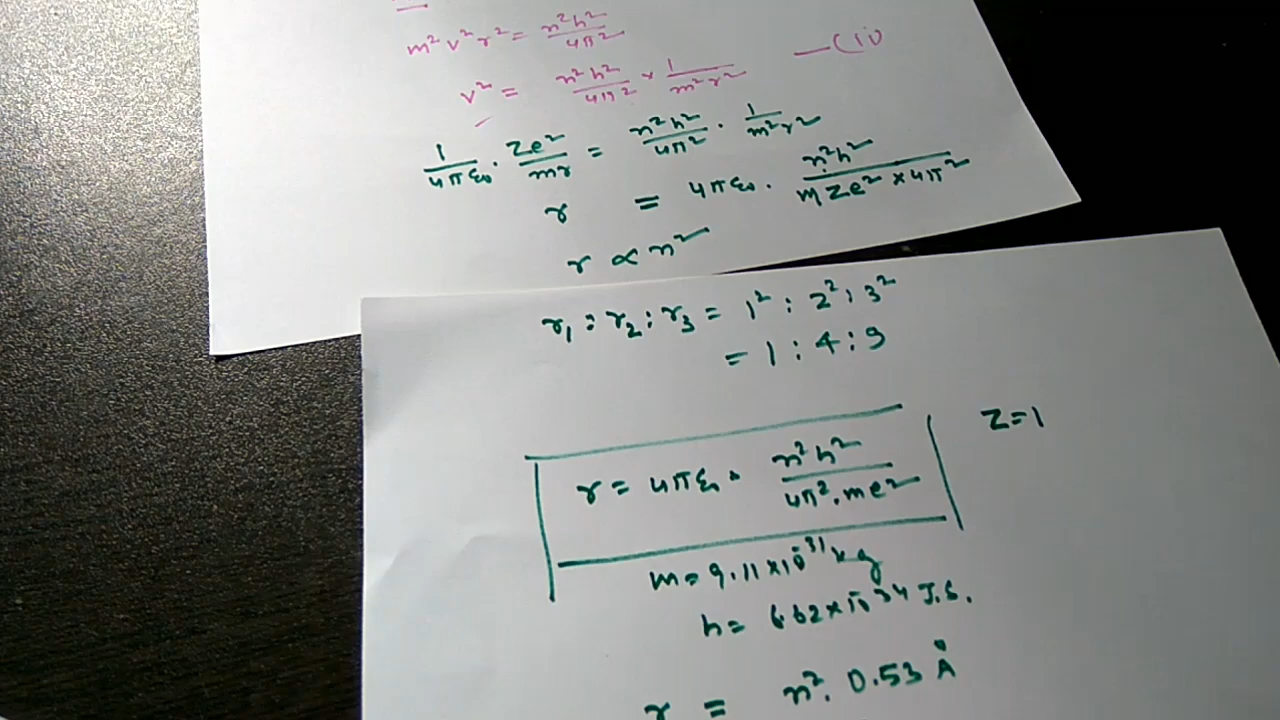 m²v²r² = n²h²/4π²
v² = n²h²/4π² × 1/m²r² —(ii)
1/4πε₀ · Ze²/mr = n²h²/4π² · 1/m²r²
r = 4πε₀ · n²h²/mZe²×4π²
r ∝ n²
r₁ : r₂ : r₃ = 1² : 2² : 3²
= 1 : 4 : 9
Z=1
r = 4πε₀ · n²h²/4π².me²
m = 9.11×10⁻³¹ kg
h = 6.62×10⁻³⁴ J.S.
r = n². 0.53 Å